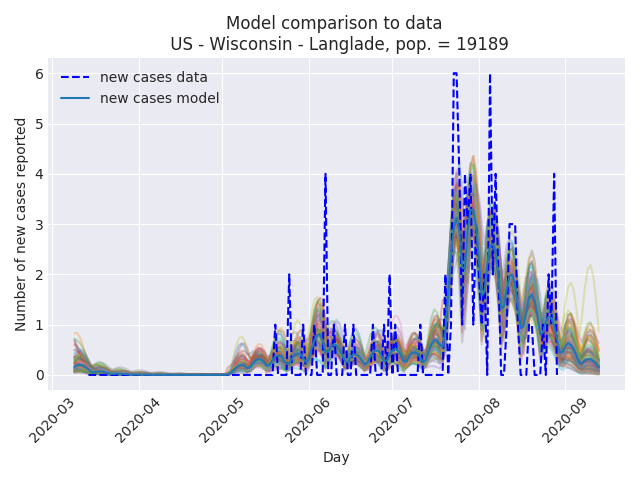 Model comparison to data
US - Wisconsin - Langlade, pop. = 19189
new cases data
new cases model
Number of new cases reported
6
5
4
3
2
1
0
2020-03
2020-04
2020-05
2020-06
2020-07
2020-08
2020-09
Day